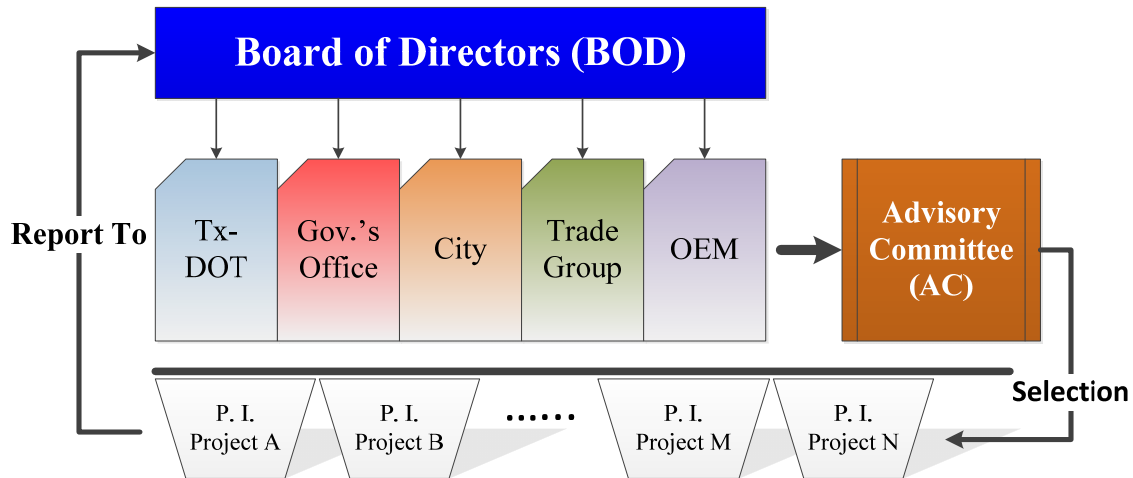 Board of Directors (BOD)
Report To
Tx-
DOT
Gov.'s
Office
City
Trade
Group
OEM
Advisory
Committee
(AC)
Selection
P. I.
Project A
P. I.
Project B
......
P. I.
Project M
P. I.
Project N